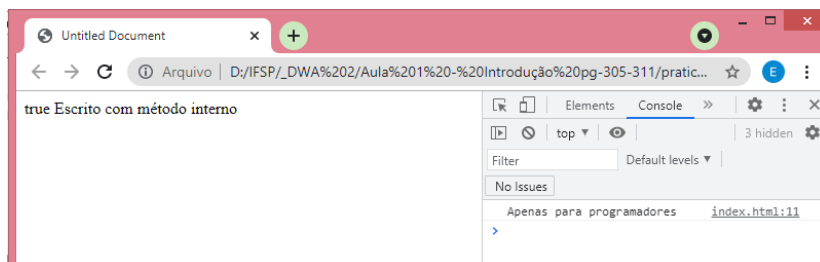 Untitled Document
Arquivo | D:/IFSP/_DWA%202/Aula%201%20-%20Introdução%20pg-305-311/pratic...
E
true Escrito com método interno
Elements Console »
top ▼ 3 hidden
Filter Default levels ▼
No Issues
Apenas para programadores index.html:11
>